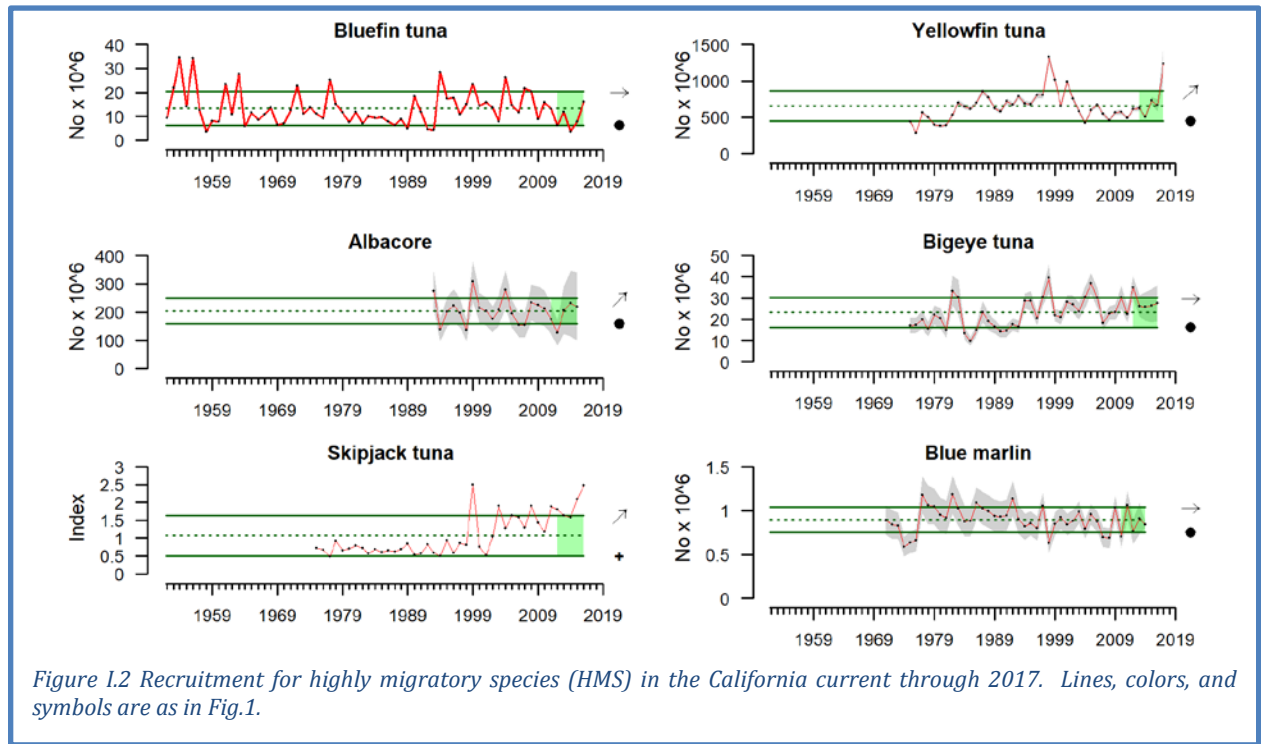 Bluefin tuna
No x 10^6
40
30
20
10
0
1959 1969 1979 1989 1999 2009 2019
Yellowfin tuna
No x 10^6
1500
1000
500
0
1959 1969 1979 1989 1999 2009 2019
Albacore
No x 10^6
400
300
200
100
0
1959 1969 1979 1989 1999 2009 2019
Bigeye tuna
No x 10^6
50
40
30
20
10
0
1959 1969 1979 1989 1999 2009 2019
Skipjack tuna
Index
3
2.5
2
1.5
1
0.5
0
1959 1969 1979 1989 1999 2009 2019
Blue marlin
No x 10^6
1.5
1
0.5
0
1959 1969 1979 1989 1999 2009 2019
Figure I.2 Recruitment for highly migratory species (HMS) in the California current through 2017. Lines, colors, and
symbols are as in Fig.1.